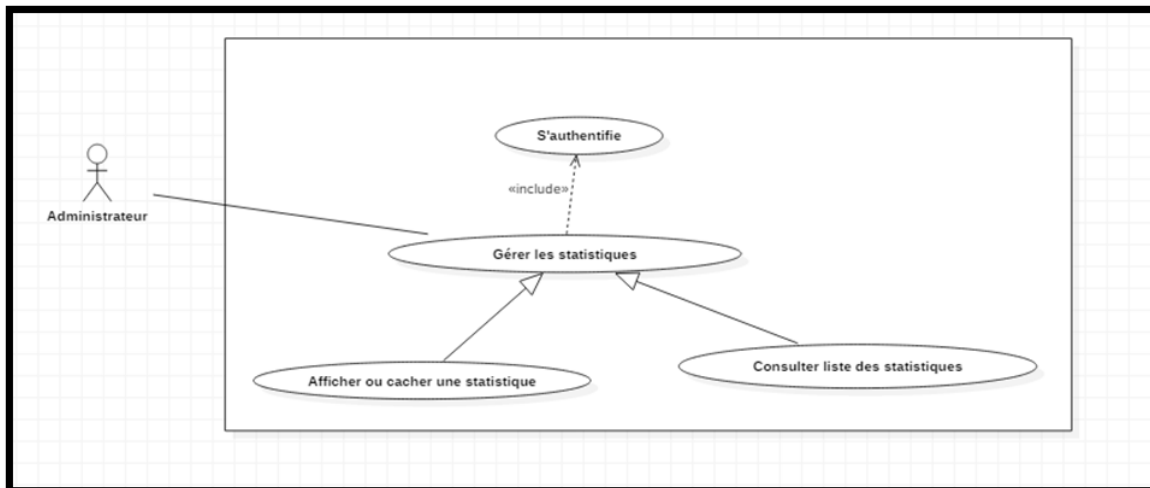 S'authentifie
«include»
Administrateur
Gérer les statistiques
Afficher ou cacher une statistique
Consulter liste des statistiques